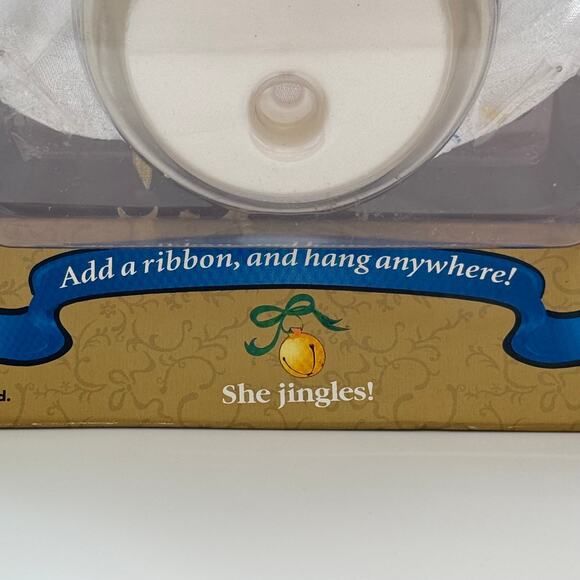 Add a ribbon, and hang anywhere!
d.
She jingles!